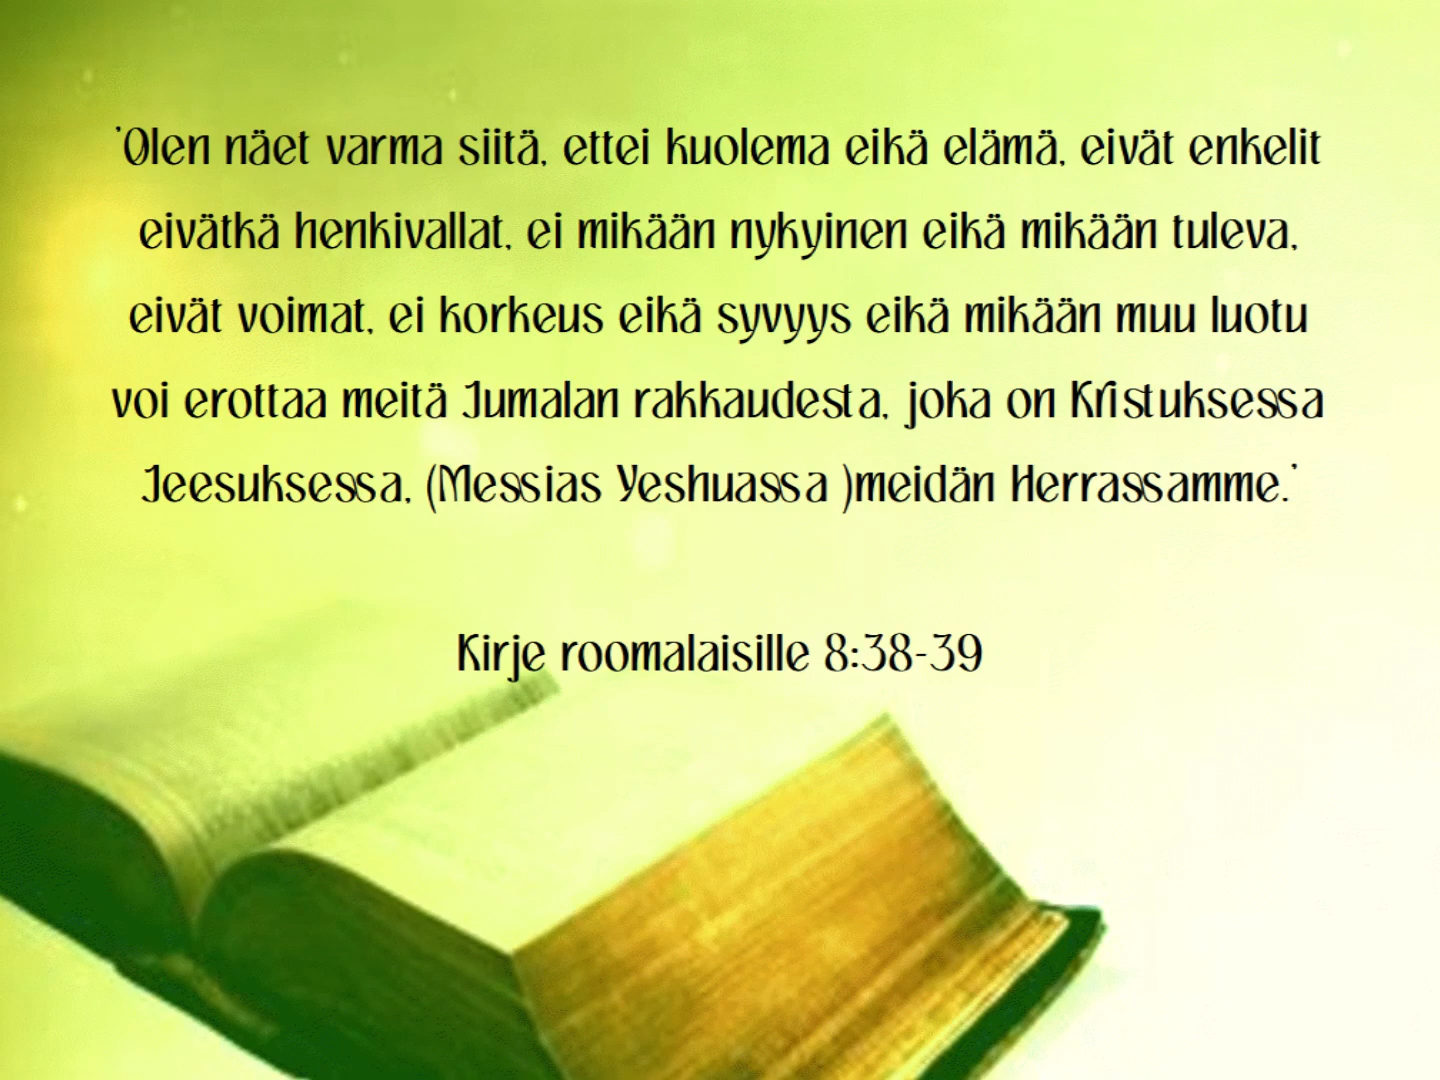 'Olen näet varma siitä, ettei kuolema eikä elämä, eivät enkelit
eivätkä henkivallat, ei mikään nykyinen eikä mikään tuleva,
eivät voimat, ei korkeus eikä syvyys eikä mikään muu luotu
voi erottaa meitä Jumalan rakkaudesta, joka on Kristuksessa
Jeesuksessa, (Messias Yeshuassa )meidän Herrassamme.'
Kirje roomalaisille 8:38-39